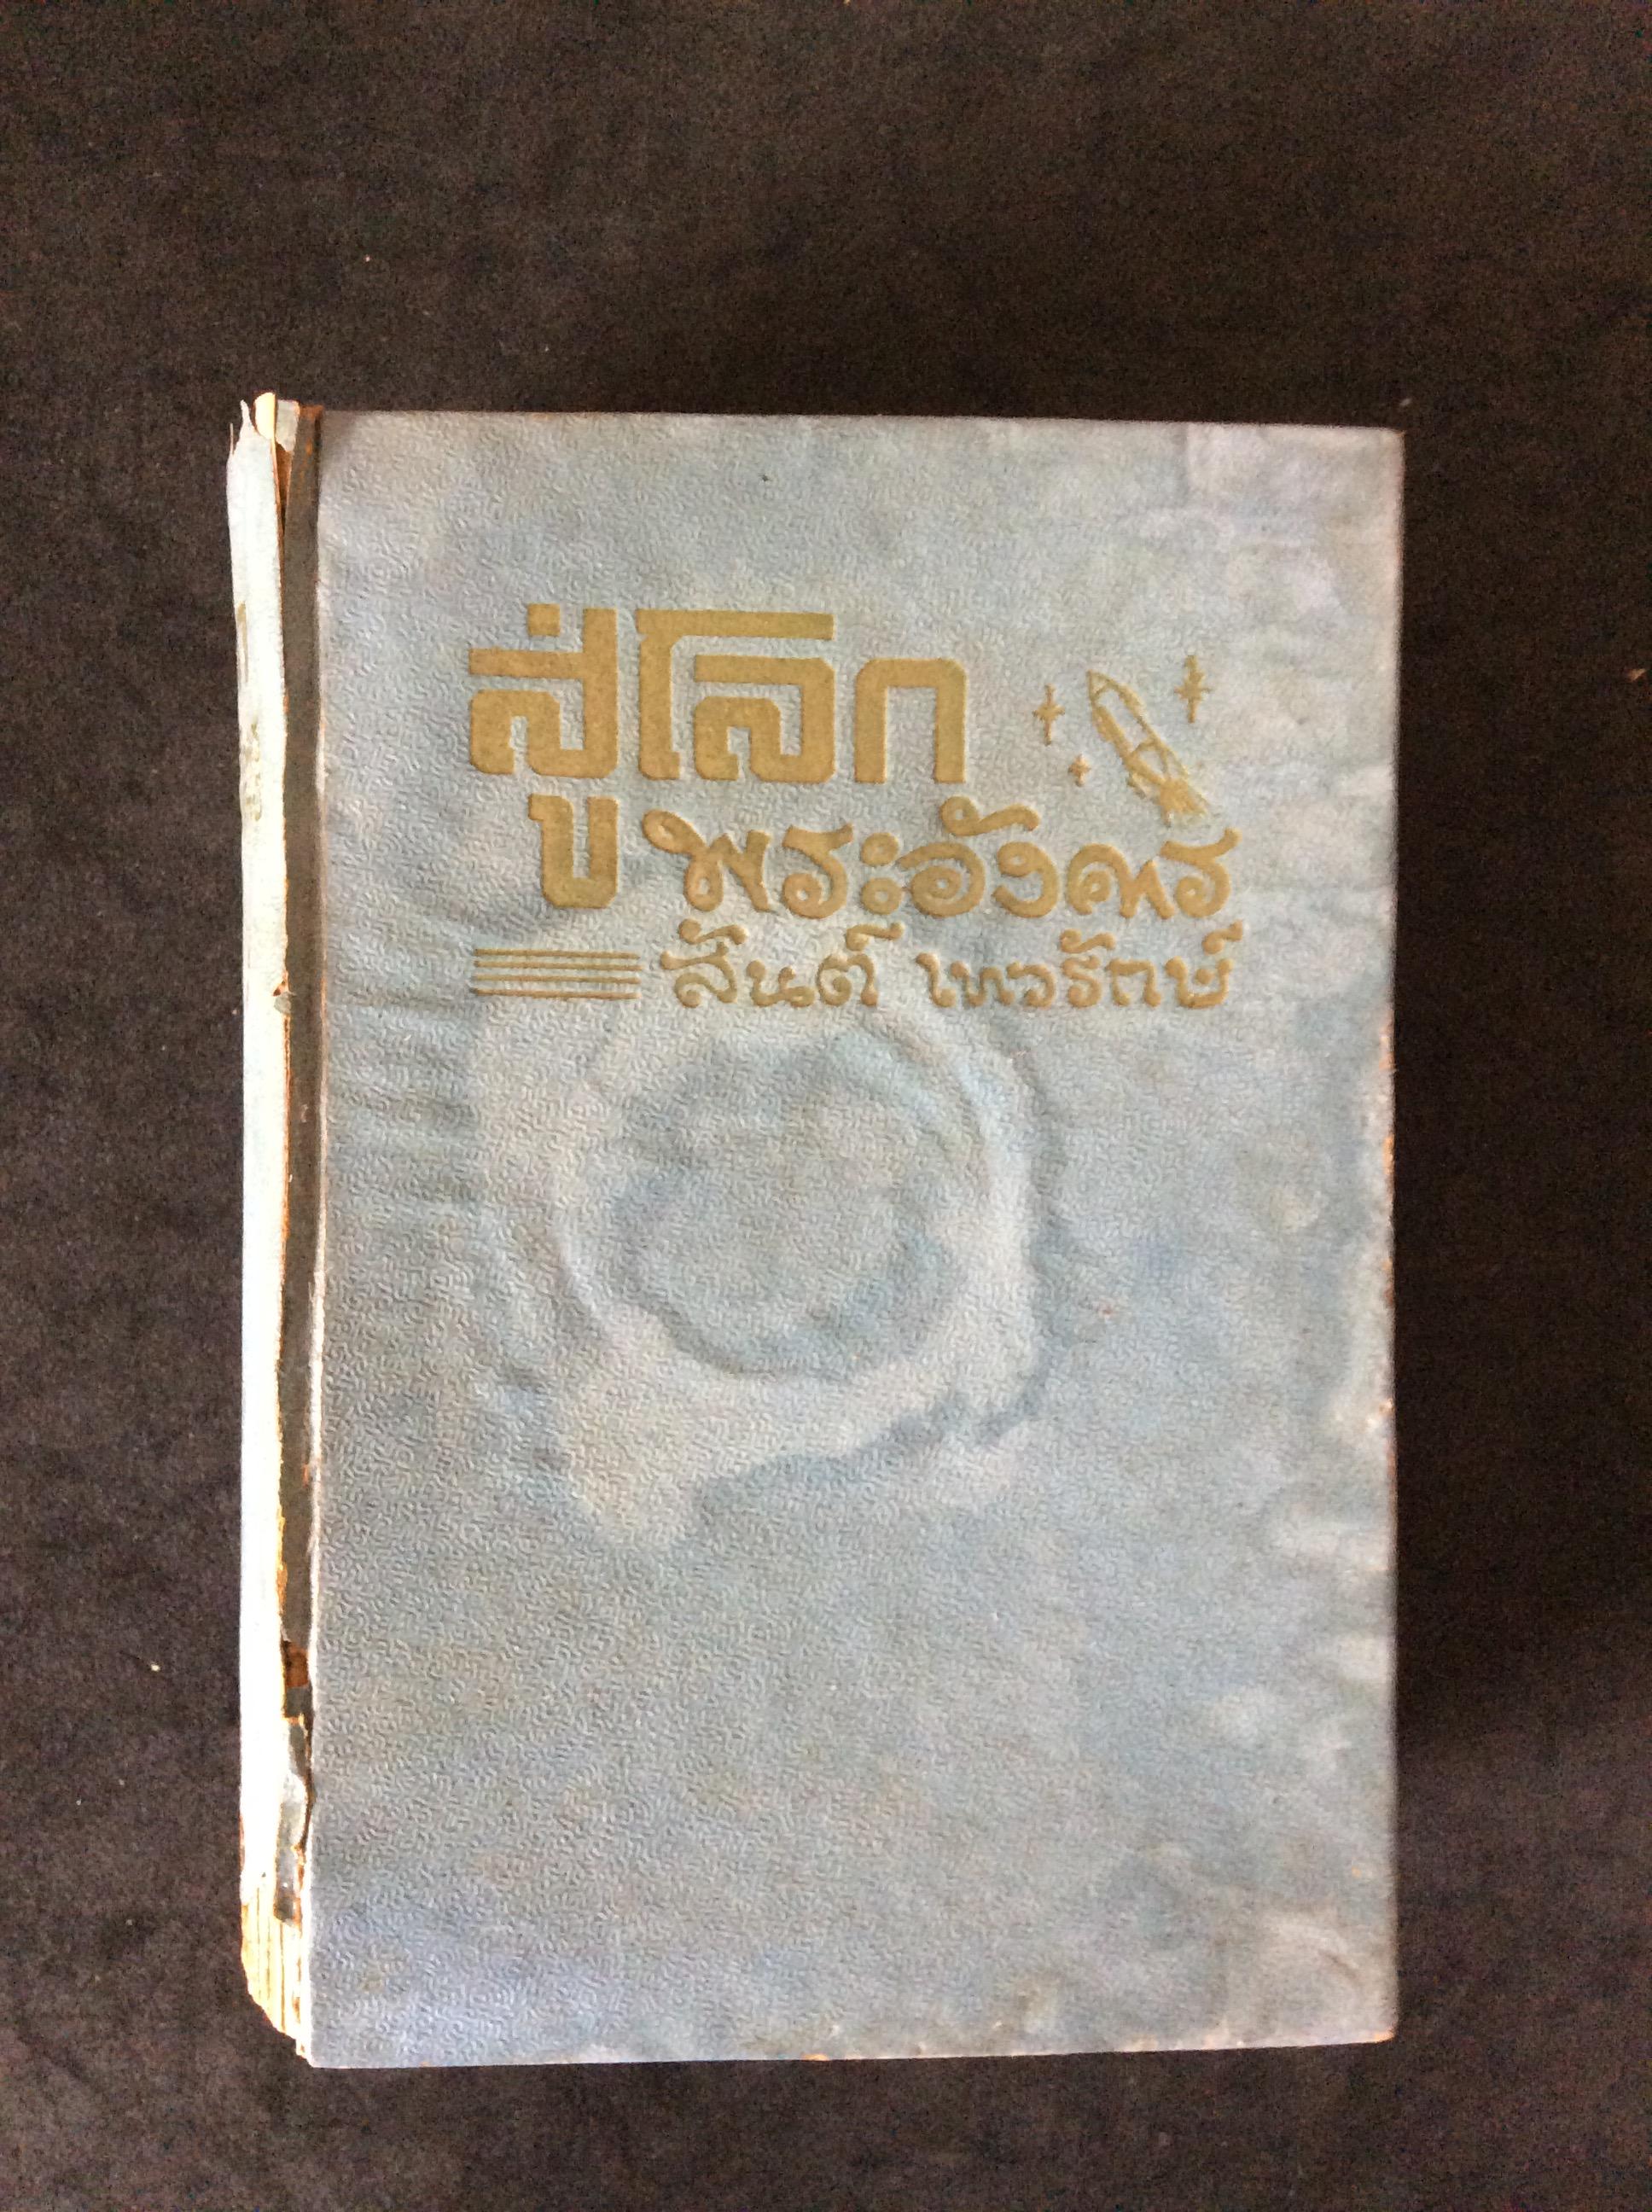 สู่โลก
พระอังคาร
สันต์ เทวรักษ์